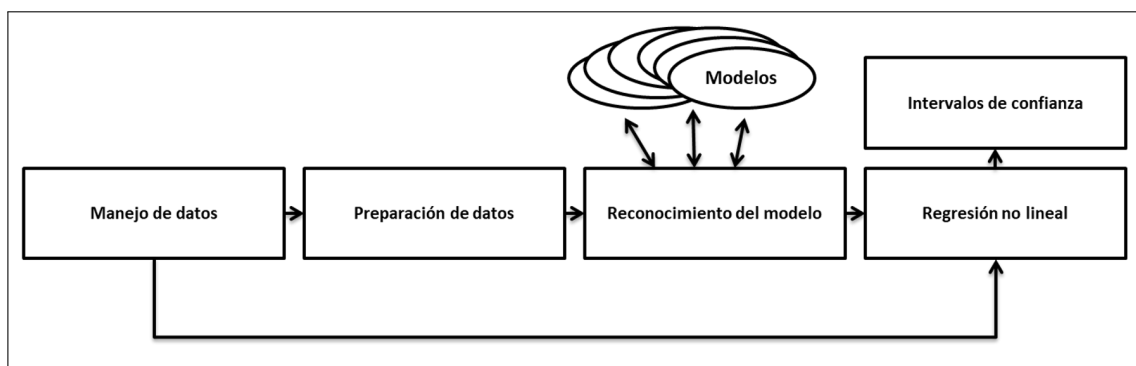 Modelos
Intervalos de confianza
Manejo de datos
Preparación de datos
Reconocimiento del modelo
Regresión no lineal